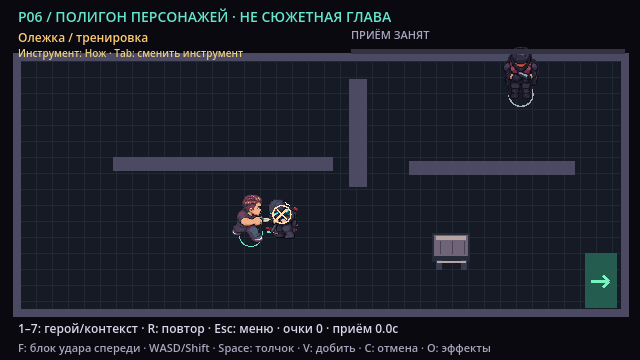 P06 / ПОЛИГОН ПЕРСОНАЖЕЙ · НЕ СЮЖЕТНАЯ ГЛАВА
Олежка / тренировка
ПРИЁМ ЗАНЯТ
Инструмент: Нож · Tab: сменить инструмент
1–7: герой/контекст · R: повтор · Esc: меню · очки 0 · приём 0.0с
F: блок удара спереди · WASD/Shift · Space: толчок · V: добить · C: отмена · O: эффекты